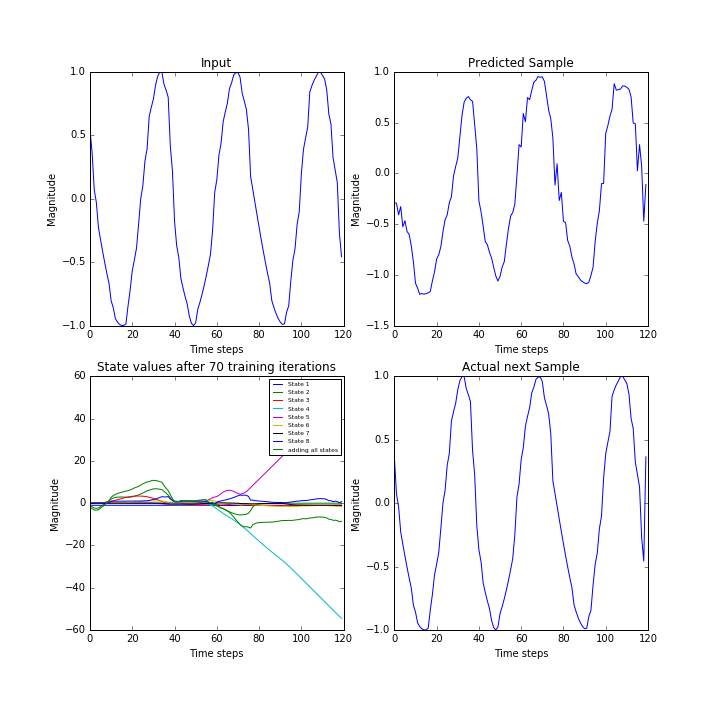 Input
Magnitude
1.0
0.5
0.0
−0.5
−1.0
0 20 40 60 80 100 120
Time steps
Predicted Sample
Magnitude
1.0
0.5
0.0
−0.5
−1.0
−1.5
0 20 40 60 80 100 120
Time steps
State values after 70 training iterations
Magnitude
60
40
20
0
−20
−40
−60
State 1
State 2
State 3
State 4
State 5
State 6
State 7
State 8
adding all states
0 20 40 60 80 100 120
Time steps
Actual next Sample
Magnitude
1.0
0.5
0.0
−0.5
−1.0
0 20 40 60 80 100 120
Time steps